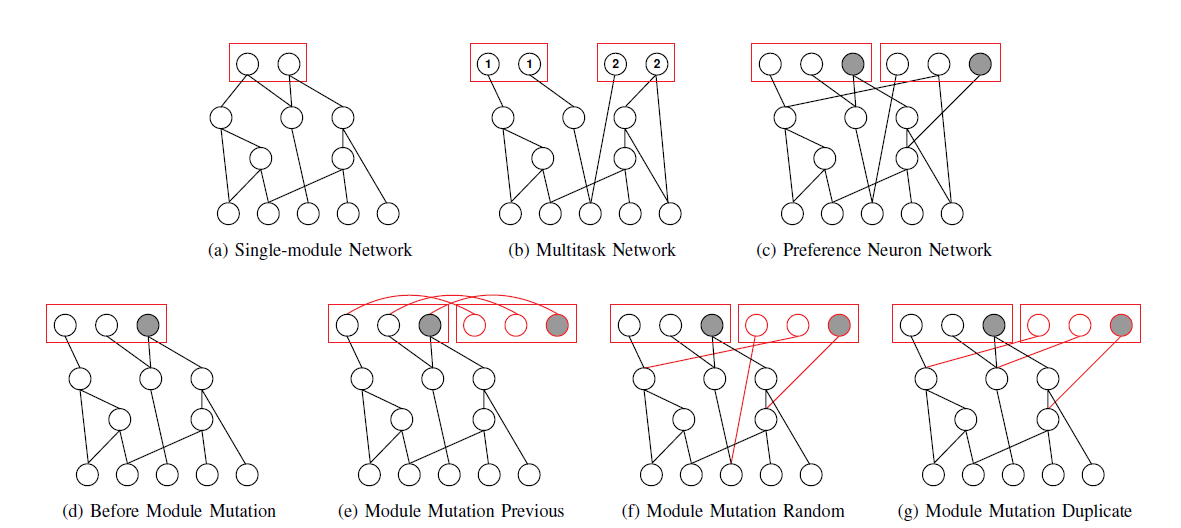 1 1 2 2
(a) Single-module Network (b) Multitask Network (c) Preference Neuron Network
(d) Before Module Mutation (e) Module Mutation Previous (f) Module Mutation Random (g) Module Mutation Duplicate